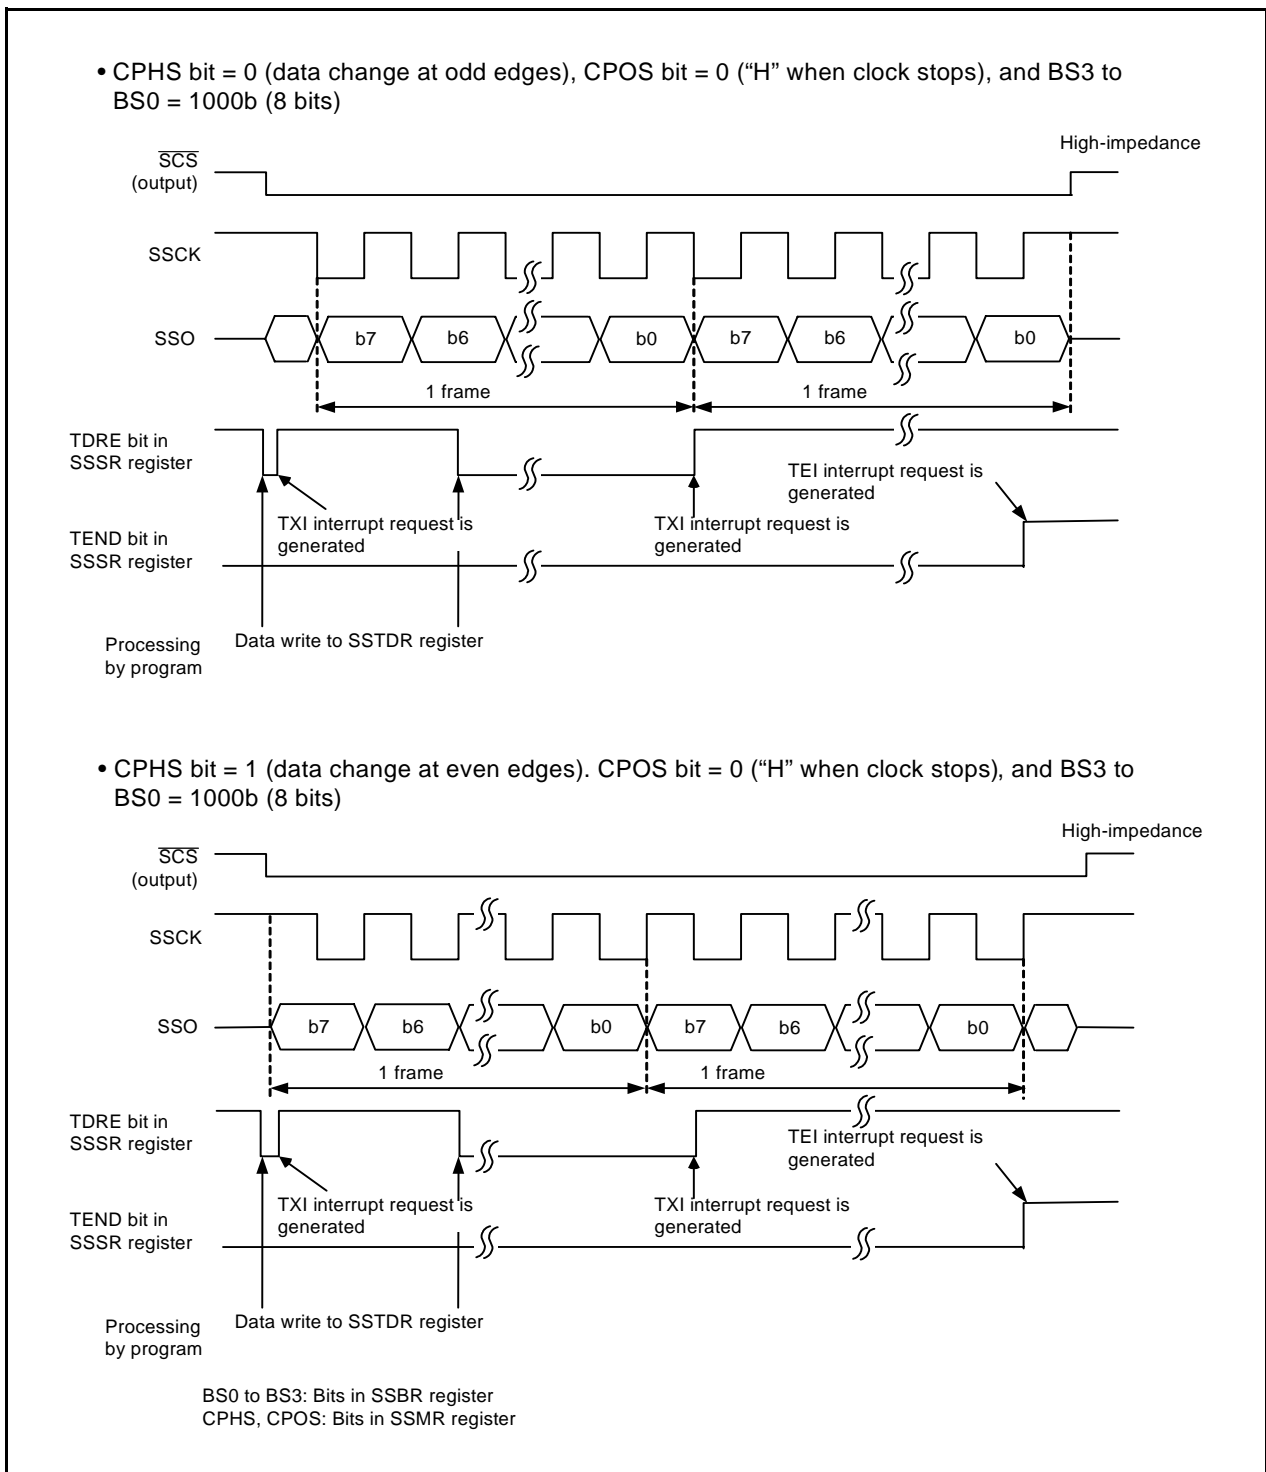 • CPHS bit = 0 (data change at odd edges), CPOS bit = 0 (“H” when clock stops), and BS3 to
BS0 = 1000b (8 bits)
High-impedance
SCS
(output)
SSCK
SSO
b7
b6
b0
b7
b6
b0
1 frame
1 frame
TDRE bit in
SSSR register
TEI interrupt request is
generated
TXI interrupt request is
generated
TXI interrupt request is
generated
TEND bit in
SSSR register
Processing
by program
Data write to SSTDR register
• CPHS bit = 1 (data change at even edges). CPOS bit = 0 (“H” when clock stops), and BS3 to
BS0 = 1000b (8 bits)
High-impedance
SCS
(output)
SSCK
SSO
b7
b6
b0
b7
b6
b0
1 frame
1 frame
TDRE bit in
SSSR register
TEI interrupt request is
generated
TXI interrupt request is
generated
TXI interrupt request is
generated
TEND bit in
SSSR register
Processing
by program
Data write to SSTDR register
BS0 to BS3: Bits in SSBR register
CPHS, CPOS: Bits in SSMR register